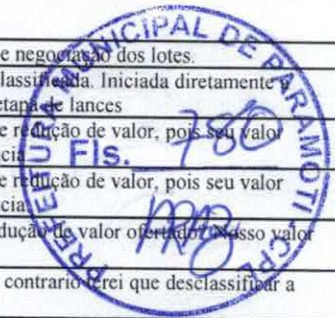 e negociação dos lotes.
lassificada. Iniciada diretamente
etapa de lances
e redução de valor, pois seu valor
cia
e redução de valor, pois seu valor
cia.
dução de valor ofertado. Nosso valor
contrario terei que desclassificar a
PREFEITURA MUNICIPAL DE PARAMOTI - CPL
Fls. 780